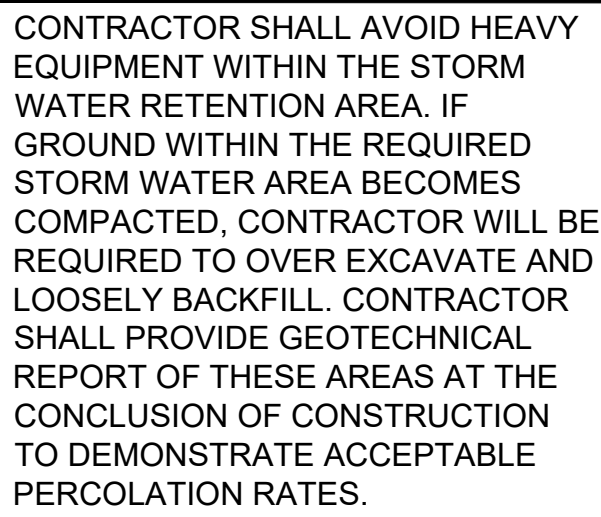 CONTRACTOR SHALL AVOID HEAVY
EQUIPMENT WITHIN THE STORM
WATER RETENTION AREA. IF
GROUND WITHIN THE REQUIRED
STORM WATER AREA BECOMES
COMPACTED, CONTRACTOR WILL BE
REQUIRED TO OVER EXCAVATE AND
LOOSELY BACKFILL. CONTRACTOR
SHALL PROVIDE GEOTECHNICAL
REPORT OF THESE AREAS AT THE
CONCLUSION OF CONSTRUCTION
TO DEMONSTRATE ACCEPTABLE
PERCOLATION RATES.